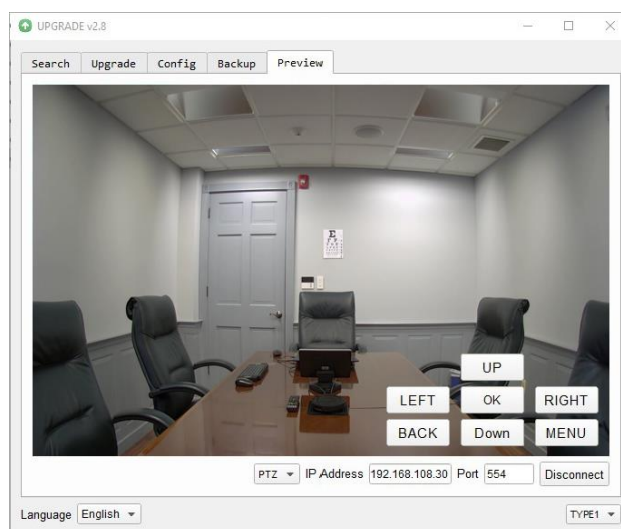 UPGRADE v2.8
Search Upgrade Config Backup Preview
E
UP
LEFT OK RIGHT
BACK Down MENU
PTZ IP Address 192.168.108.30 Port 554 Disconnect
Language English TYPE1